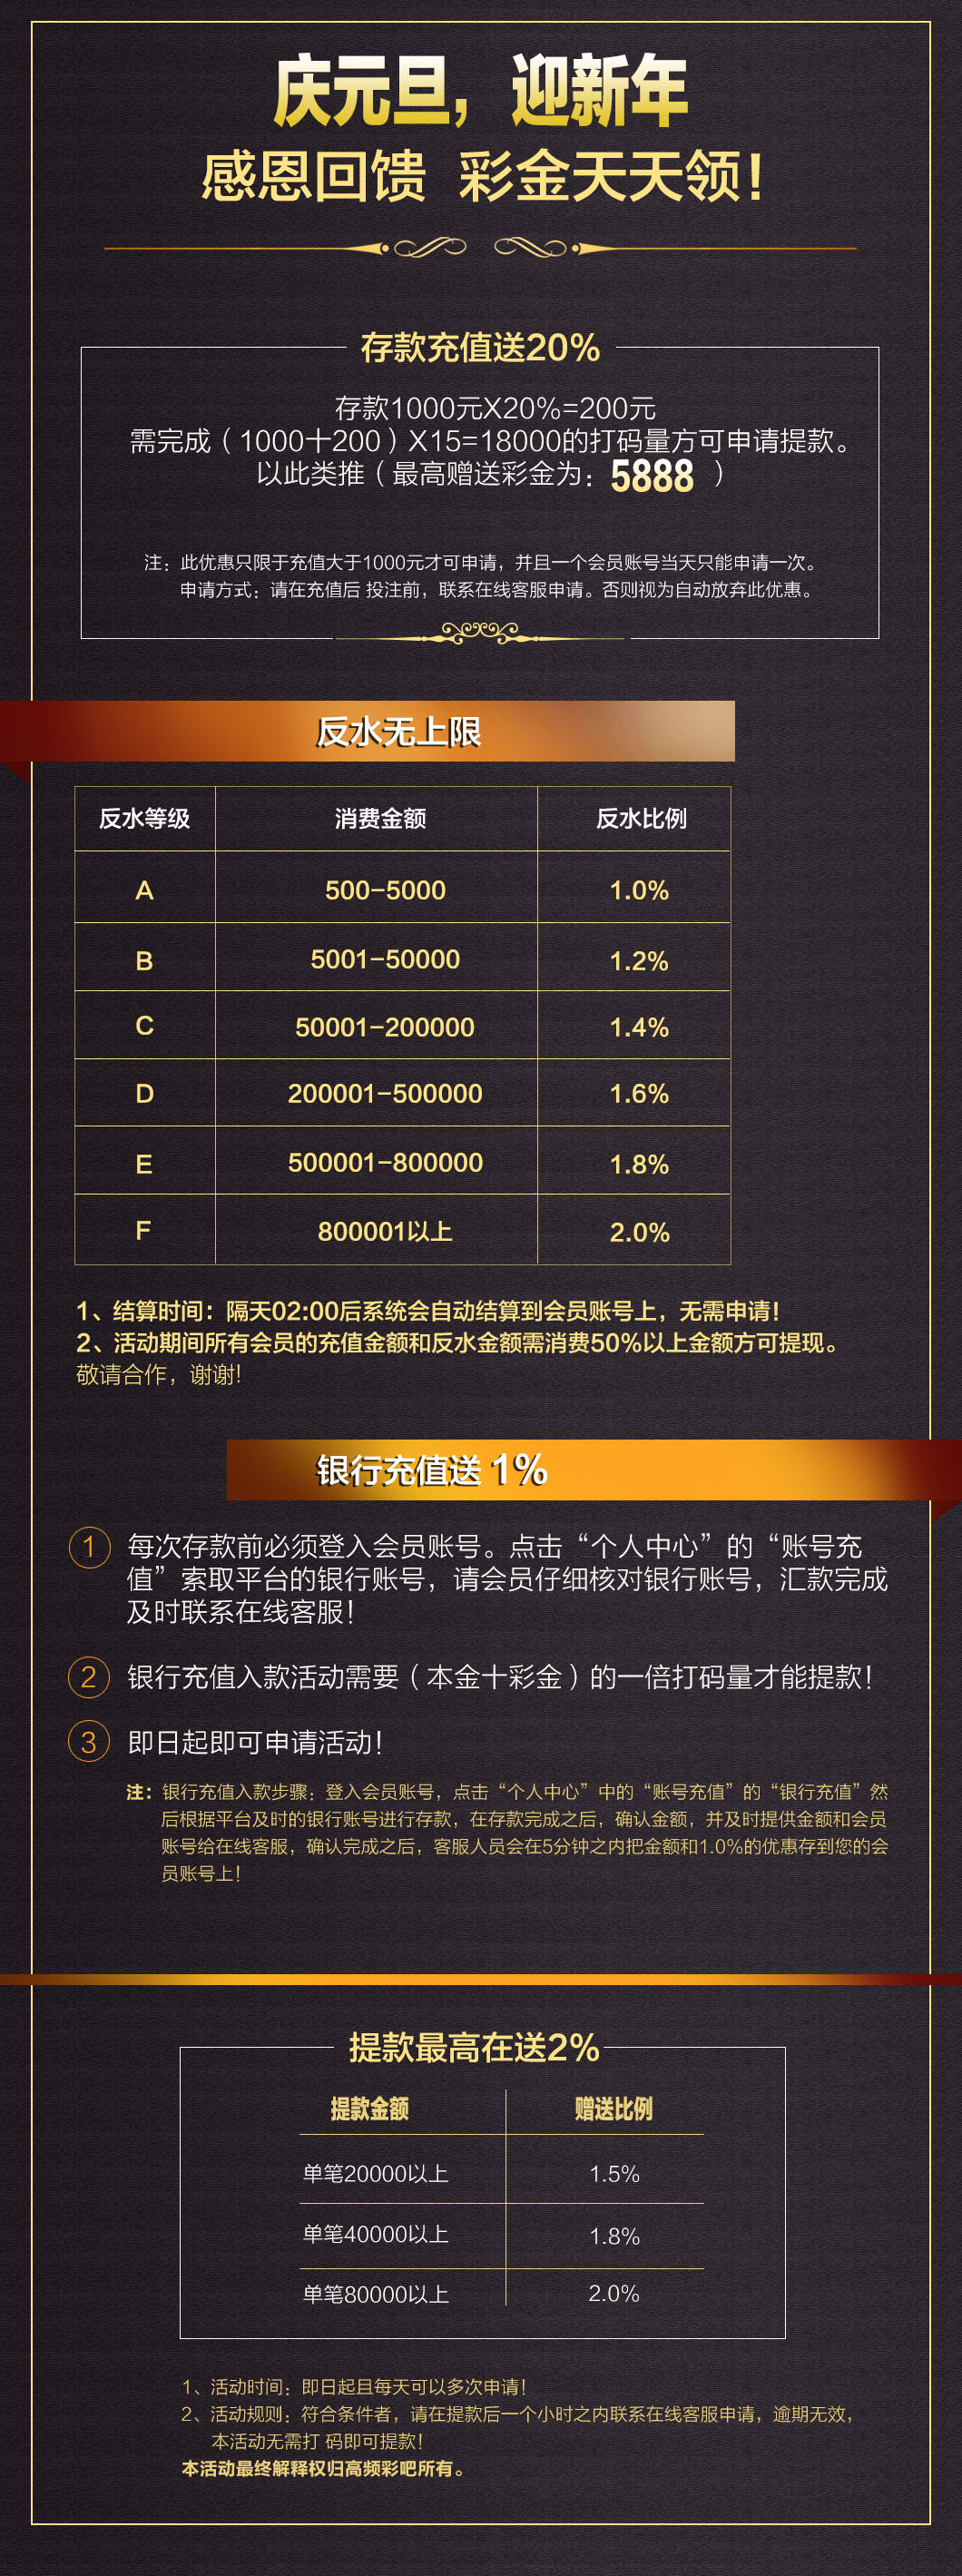 庆元旦，迎新年
感恩回馈 彩金天天领！
存款充值送20%
存款1000元X20%=200元
需完成（1000十200）X15=18000的打码量方可申请提款。
以此类推（最高赠送彩金为：5888 ）
注：此优惠只限于充值大于1000元才可申请，并且一个会员账号当天只能申请一次。
申请方式：请在充值后 投注前，联系在线客服申请。否则视为自动放弃此优惠。
反水无上限
反水等级 消费金额 反水比例
A 500-5000 1.0%
B 5001-50000 1.2%
C 50001-200000 1.4%
D 200001-500000 1.6%
E 500001-800000 1.8%
F 800001以上 2.0%
1、结算时间：隔天02:00后系统会自动结算到会员账号上，无需申请！
2、活动期间所有会员的充值金额和反水金额需消费50%以上金额方可提现。
敬请合作，谢谢!
银行充值送 1%
1 每次存款前必须登入会员账号。点击“个人中心”的“账号充
值”索取平台的银行账号，请会员仔细核对银行账号，汇款完成
及时联系在线客服！
2 银行充值入款活动需要（本金十彩金）的一倍打码量才能提款！
3 即日起即可申请活动！
注：银行充值入款步骤：登入会员账号，点击“个人中心”中的“账号充值”的“银行充值”然
后根据平台及时的银行账号进行存款，在存款完成之后，确认金额，并及时提供金额和会员
账号给在线客服，确认完成之后，客服人员会在5分钟之内把金额和1.0%的优惠存到您的会
员账号上！
提款最高在送2%
提款金额 赠送比例
单笔20000以上 1.5%
单笔40000以上 1.8%
单笔80000以上 2.0%
1、活动时间：即日起且每天可以多次申请！
2、活动规则：符合条件者，请在提款后一个小时之内联系在线客服申请，逾期无效，
本活动无需打 码即可提款！
本活动最终解释权归高频彩吧所有。